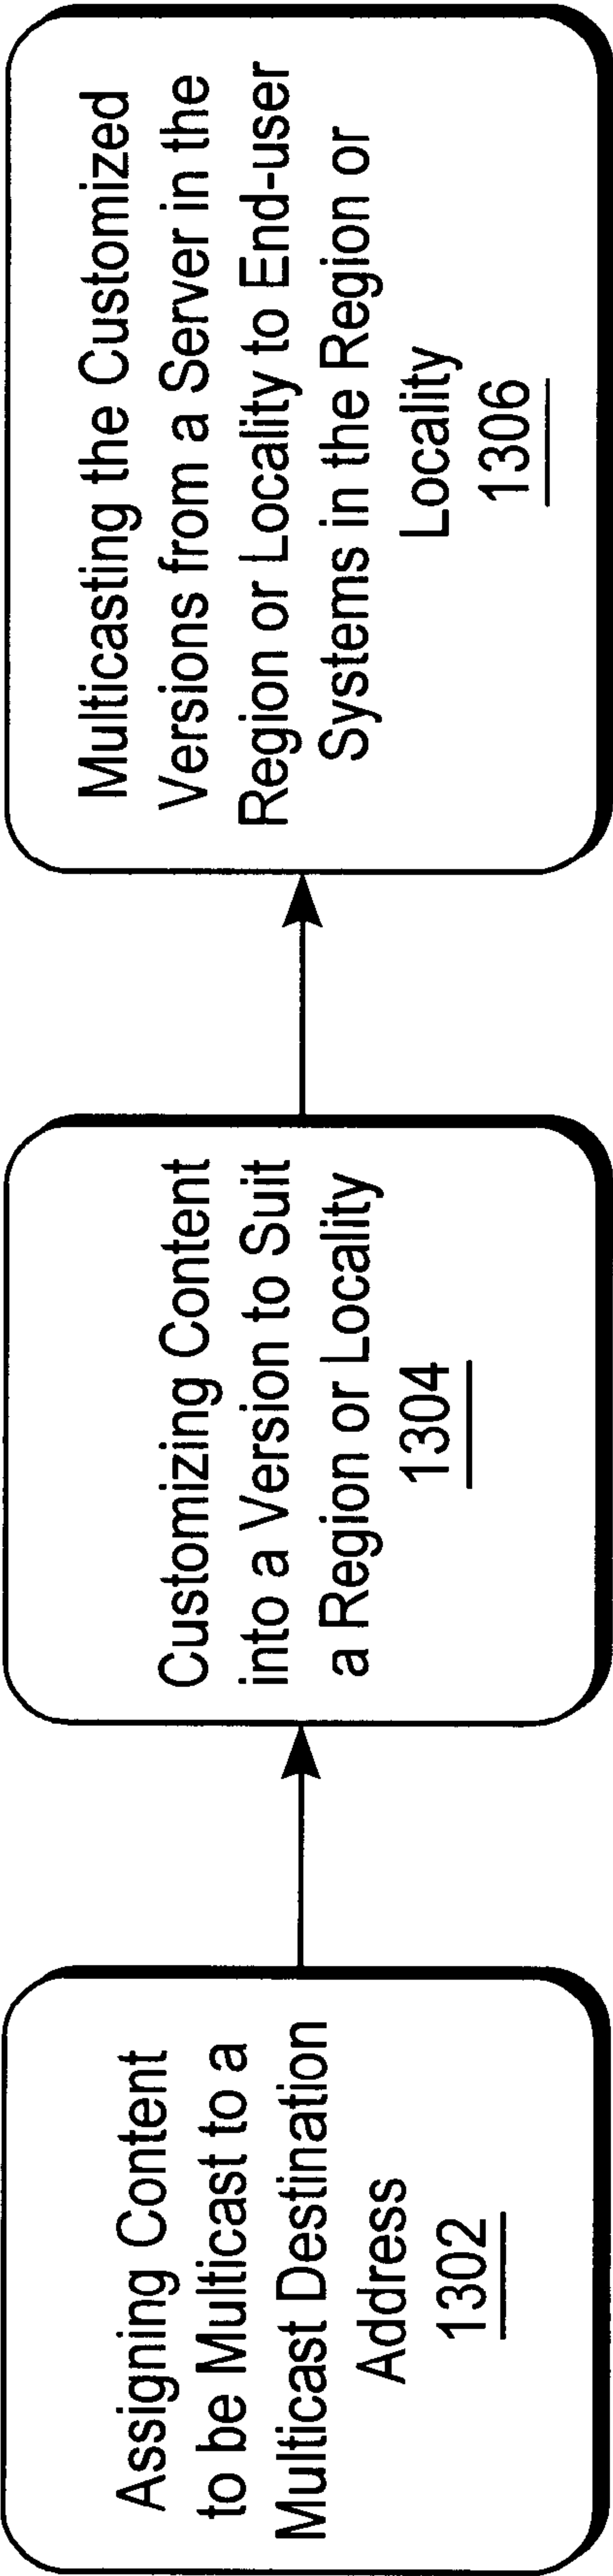 Assigning Content
to be Multicast to a
Multicast Destination
Address
1302
Customizing Content
into a Version to Suit
a Region or Locality
1304
Multicasting the Customized
Versions from a Server in the
Region or Locality to End-user
Systems in the Region or
Locality
1306